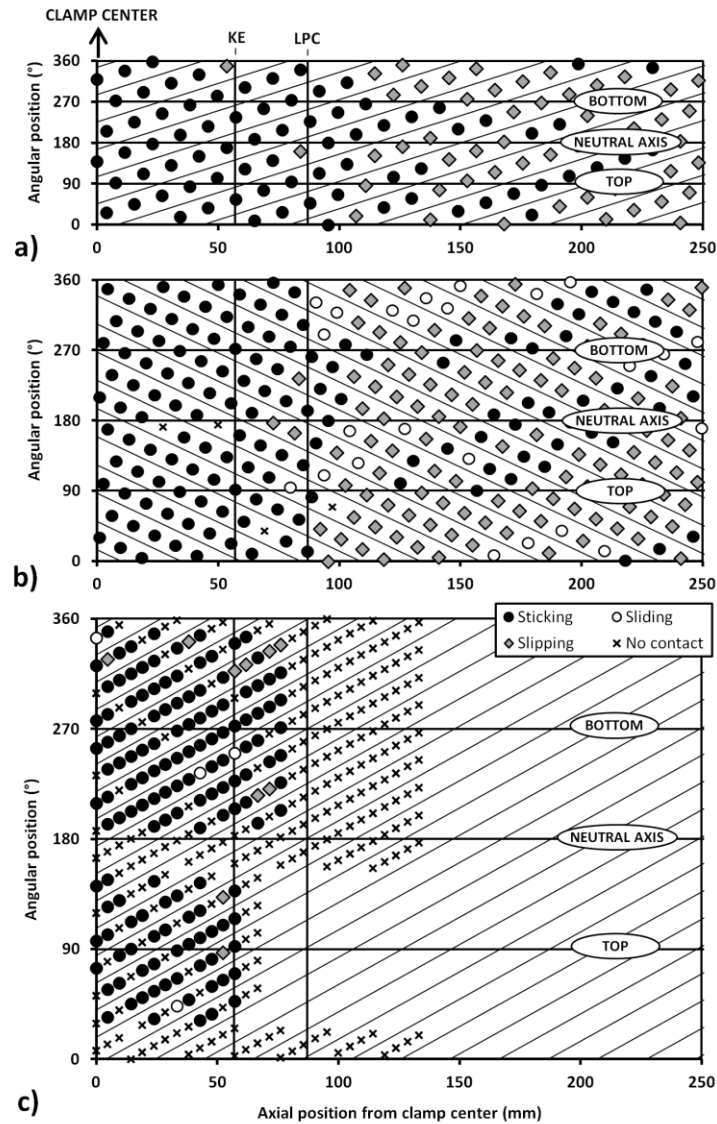 CLAMP CENTER
KE
LPC
360
270
180
90
0
Angular position (°)
BOTTOM
NEUTRAL AXIS
TOP
0
50
100
150
200
250
a)
360
270
180
90
0
Angular position (°)
BOTTOM
NEUTRAL AXIS
TOP
0
50
100
150
200
250
b)
360
270
180
90
0
Angular position (°)
Sticking
Sliding
Slipping
No contact
BOTTOM
NEUTRAL AXIS
TOP
0
50
100
150
200
250
c)
Axial position from clamp center (mm)